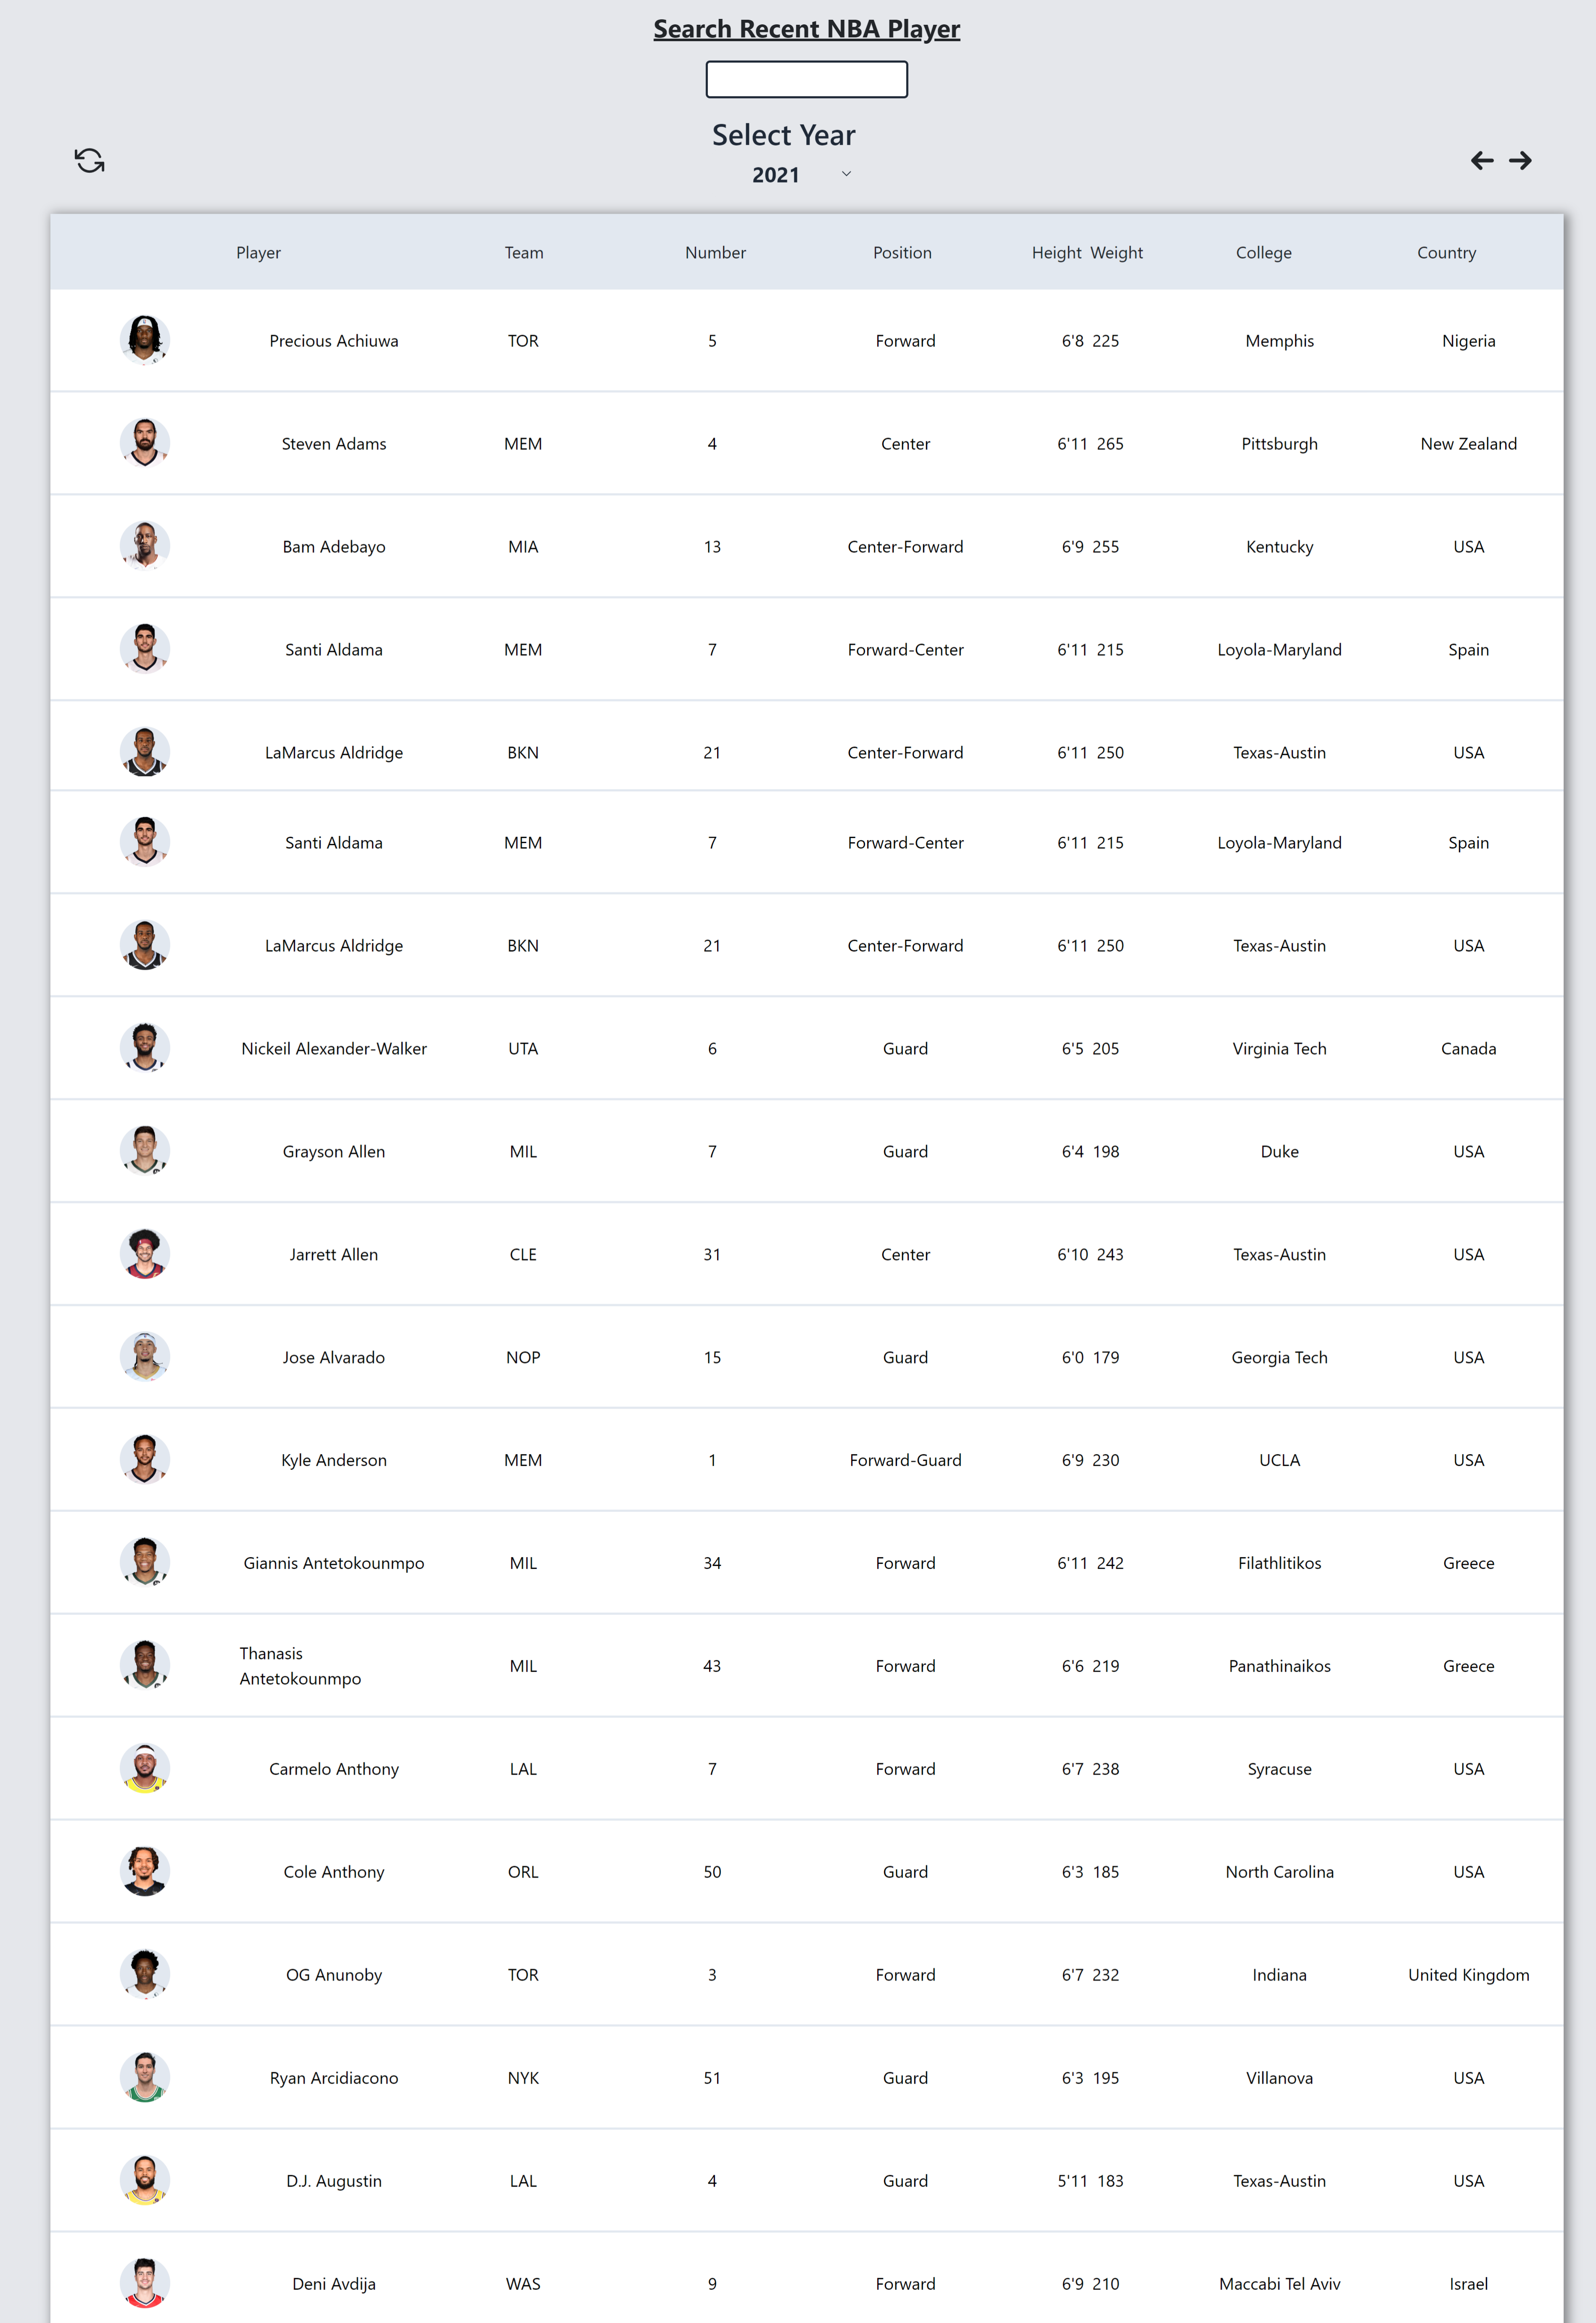 Search Recent NBA Player
Select Year
2021
Player Team Number Position Height Weight College Country
Precious Achiuwa TOR 5 Forward 6'8 225 Memphis Nigeria
Steven Adams MEM 4 Center 6'11 265 Pittsburgh New Zealand
Bam Adebayo MIA 13 Center-Forward 6'9 255 Kentucky USA
Santi Aldama MEM 7 Forward-Center 6'11 215 Loyola-Maryland Spain
LaMarcus Aldridge BKN 21 Center-Forward 6'11 250 Texas-Austin USA
Santi Aldama MEM 7 Forward-Center 6'11 215 Loyola-Maryland Spain
LaMarcus Aldridge BKN 21 Center-Forward 6'11 250 Texas-Austin USA
Nickeil Alexander-Walker UTA 6 Guard 6'5 205 Virginia Tech Canada
Grayson Allen MIL 7 Guard 6'4 198 Duke USA
Jarrett Allen CLE 31 Center 6'10 243 Texas-Austin USA
Jose Alvarado NOP 15 Guard 6'0 179 Georgia Tech USA
Kyle Anderson MEM 1 Forward-Guard 6'9 230 UCLA USA
Giannis Antetokounmpo MIL 34 Forward 6'11 242 Filathlitikos Greece
Thanasis
Antetokounmpo MIL 43 Forward 6'6 219 Panathinaikos Greece
Carmelo Anthony LAL 7 Forward 6'7 238 Syracuse USA
Cole Anthony ORL 50 Guard 6'3 185 North Carolina USA
OG Anunoby TOR 3 Forward 6'7 232 Indiana United Kingdom
Ryan Arcidiacono NYK 51 Guard 6'3 195 Villanova USA
D.J. Augustin LAL 4 Guard 5'11 183 Texas-Austin USA
Deni Avdija WAS 9 Forward 6'9 210 Maccabi Tel Aviv Israel